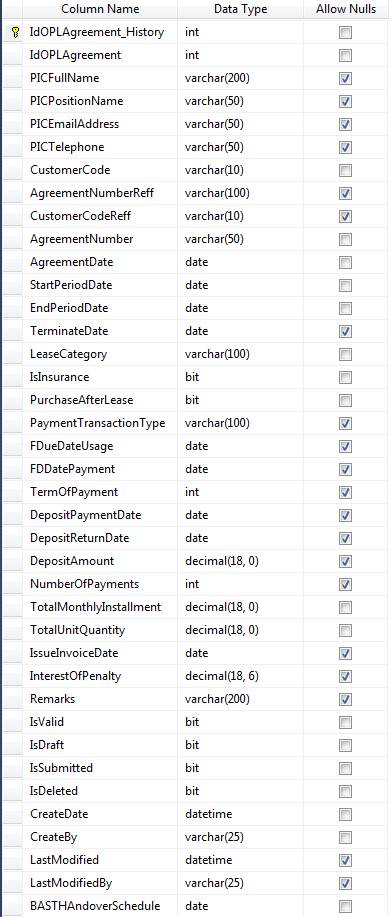 Column Name Data Type Allow Nulls
IdOPLAgreement_History int
IdOPLAgreement int
PICFullName varchar(200)
PICPositionName varchar(50)
PICEmailAddress varchar(50)
PICTelephone varchar(50)
CustomerCode varchar(10)
AgreementNumberReff varchar(100)
CustomerCodeReff varchar(10)
AgreementNumber varchar(50)
AgreementDate date
StartPeriodDate date
EndPeriodDate date
TerminateDate date
LeaseCategory varchar(100)
IsInsurance bit
PurchaseAfterLease bit
PaymentTransactionType varchar(100)
FDueDateUsage date
FDDatePayment date
TermOfPayment int
DepositPaymentDate date
DepositReturnDate date
DepositAmount decimal(18, 0)
NumberOfPayments int
TotalMonthlyInstallment decimal(18, 0)
TotalUnitQuantity decimal(18, 0)
IssueInvoiceDate date
InterestOfPenalty decimal(18, 6)
Remarks varchar(200)
IsValid bit
IsDraft bit
IsSubmitted bit
IsDeleted bit
CreateDate datetime
CreateBy varchar(25)
LastModified datetime
LastModifiedBy varchar(25)
BASTHAndoverSchedule date